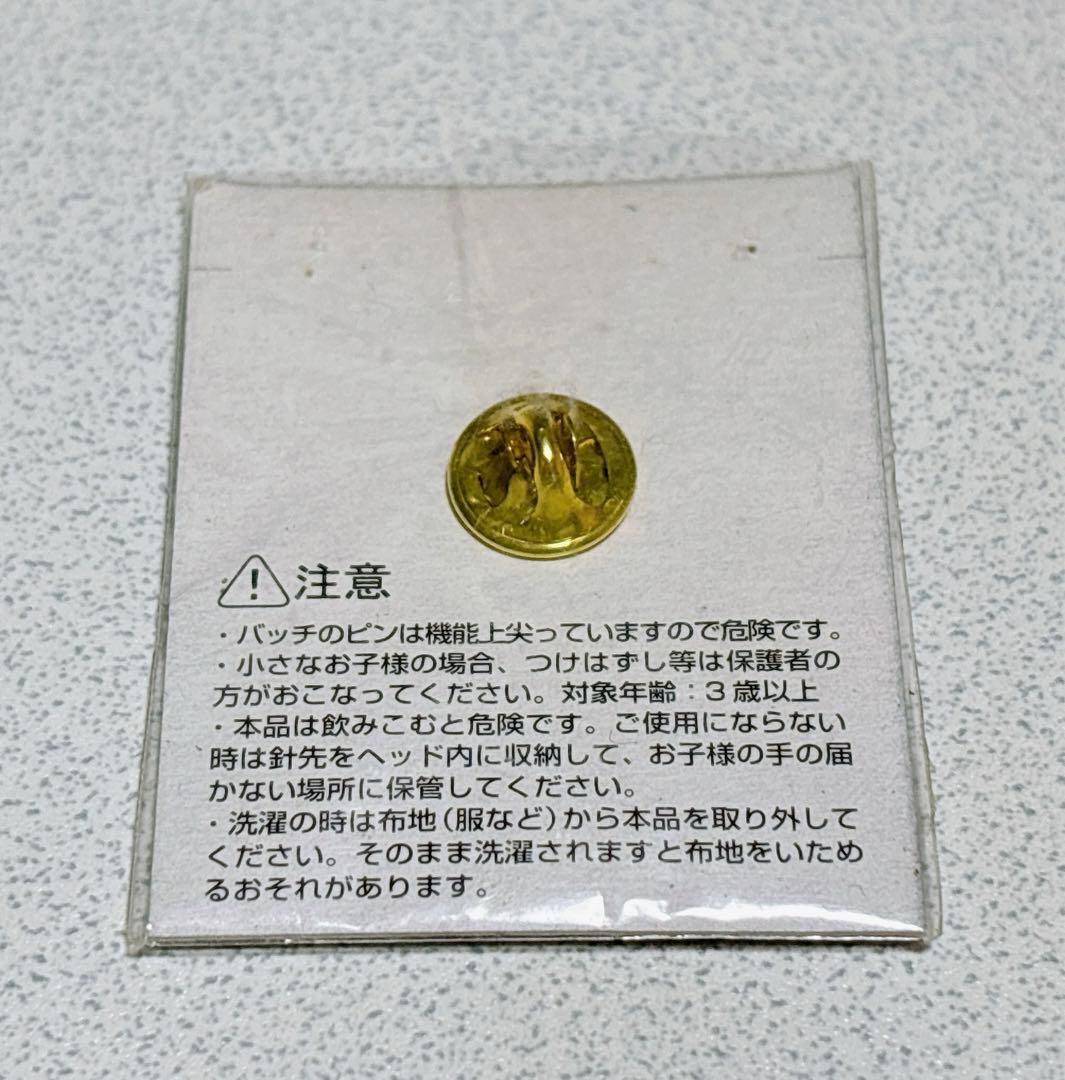 注意
・バッチのピンは機能上尖っていますので危険です。
・小さなお子様の場合、つけはずし等は保護者の
方がおこなってください。対象年齢：3歳以上
・本品は飲みこむと危険です。ご使用にならない
時は針先をヘッド内に収納して、お子様の手の届
かない場所に保管してください。
・洗濯の時は布地（服など）から本品を取り外して
ください。そのまま洗濯されますと布地をいため
るおそれがあります。